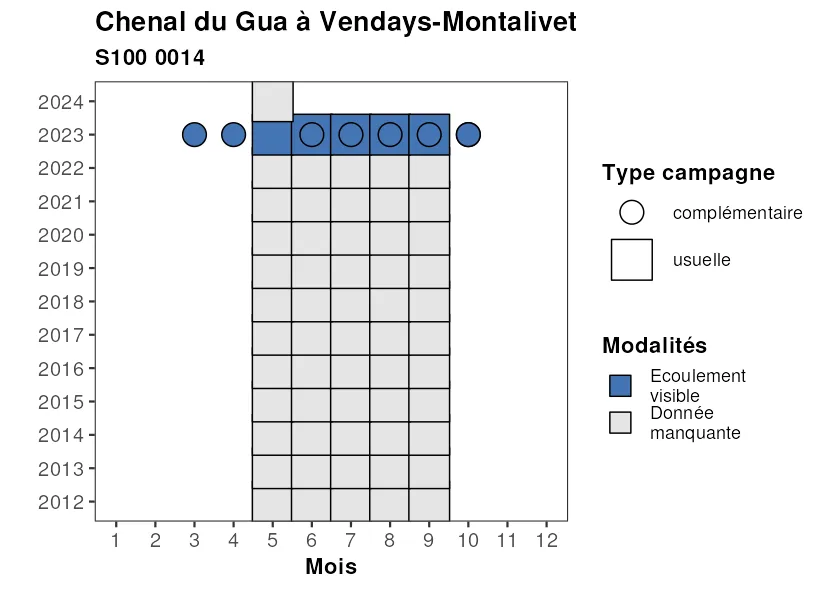 Chenal du Gua à Vendays-Montalivet
S100 0014
2024
2023
2022
2021
2020
2019
2018
2017
2016
2015
2014
2013
2012
1 2 3 4 5 6 7 8 9 10 11 12
Mois
Type campagne
complémentaire
usuelle
Modalités
Ecoulement
visible
Donnée
manquante